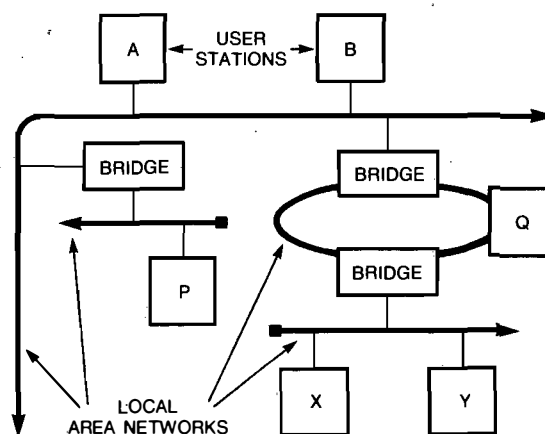 A
USER
STATIONS
B
BRIDGE
BRIDGE
Q
P
BRIDGE
LOCAL
AREA NETWORKS
X
Y